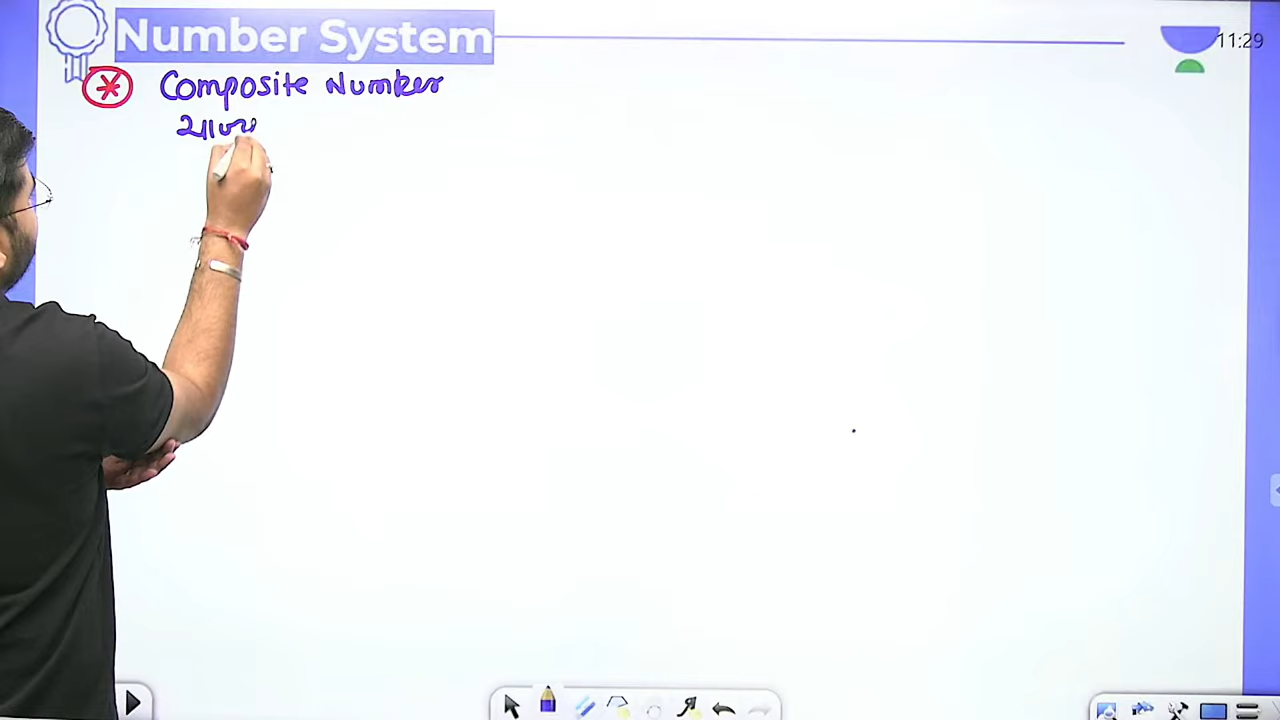 Number System
11:29
* Composite Number
भाज्य